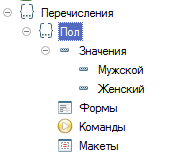 Перечисления
Пол
Значения
Мужской
Женский
Формы
Команды
Макеты